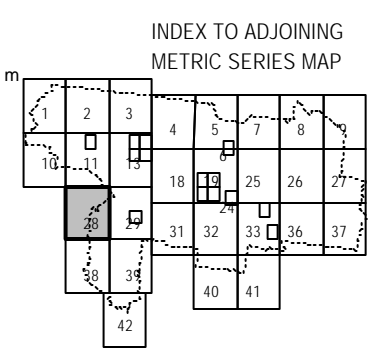 INDEX TO ADJOINING
METRIC SERIES MAP
m
1 2 3
4 5 7 8 9
6
10 11 13
18 19 25 26 27
24
28 29
31 32 33 36 37
38 39
40 41
42